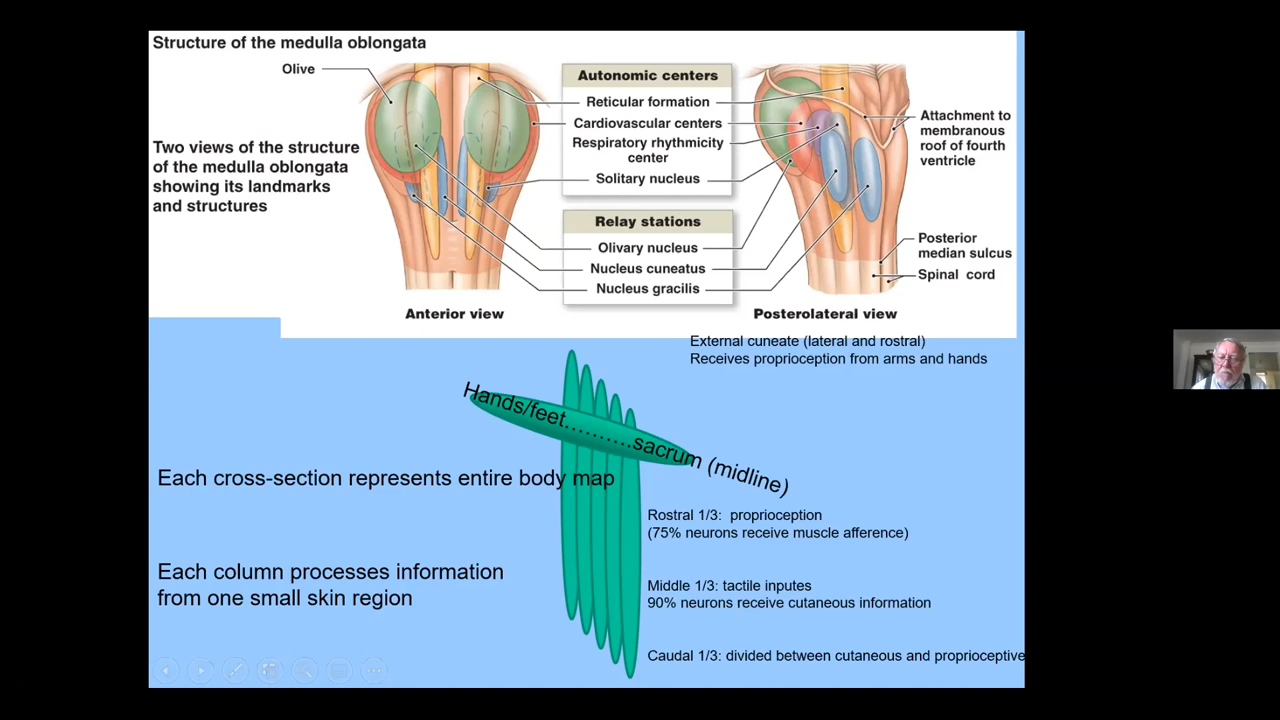 Structure of the medulla oblongata
Olive
Two views of the structure
of the medulla oblongata
showing its landmarks
and structures
Autonomic centers
Reticular formation
Cardiovascular centers
Respiratory rhythmicity
center
Solitary nucleus
Relay stations
Olivary nucleus
Nucleus cuneatus
Nucleus gracilis
Attachment to
membranous
roof of fourth
ventricle
Posterior
median sulcus
Spinal cord
Anterior view
Posterolateral view
External cuneate (lateral and rostral)
Receives proprioception from arms and hands
Hands/feet..........sacrum (midline)
Each cross-section represents entire body map
Rostral 1/3: proprioception
(75% neurons receive muscle afference)
Each column processes information
from one small skin region
Middle 1/3: tactile inputes
90% neurons receive cutaneous information
Caudal 1/3: divided between cutaneous and proprioceptive